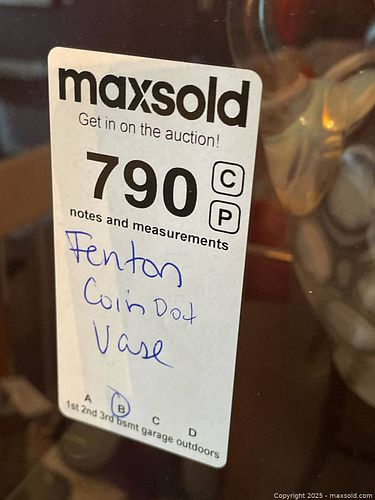 maxsold
Get in on the auction!
790 C
P
notes and measurements
Fenton
Coin Dot
Vase
A B C D
1st 2nd 3rd bsmt garage outdoors
Copyright 2025 - maxsold.com